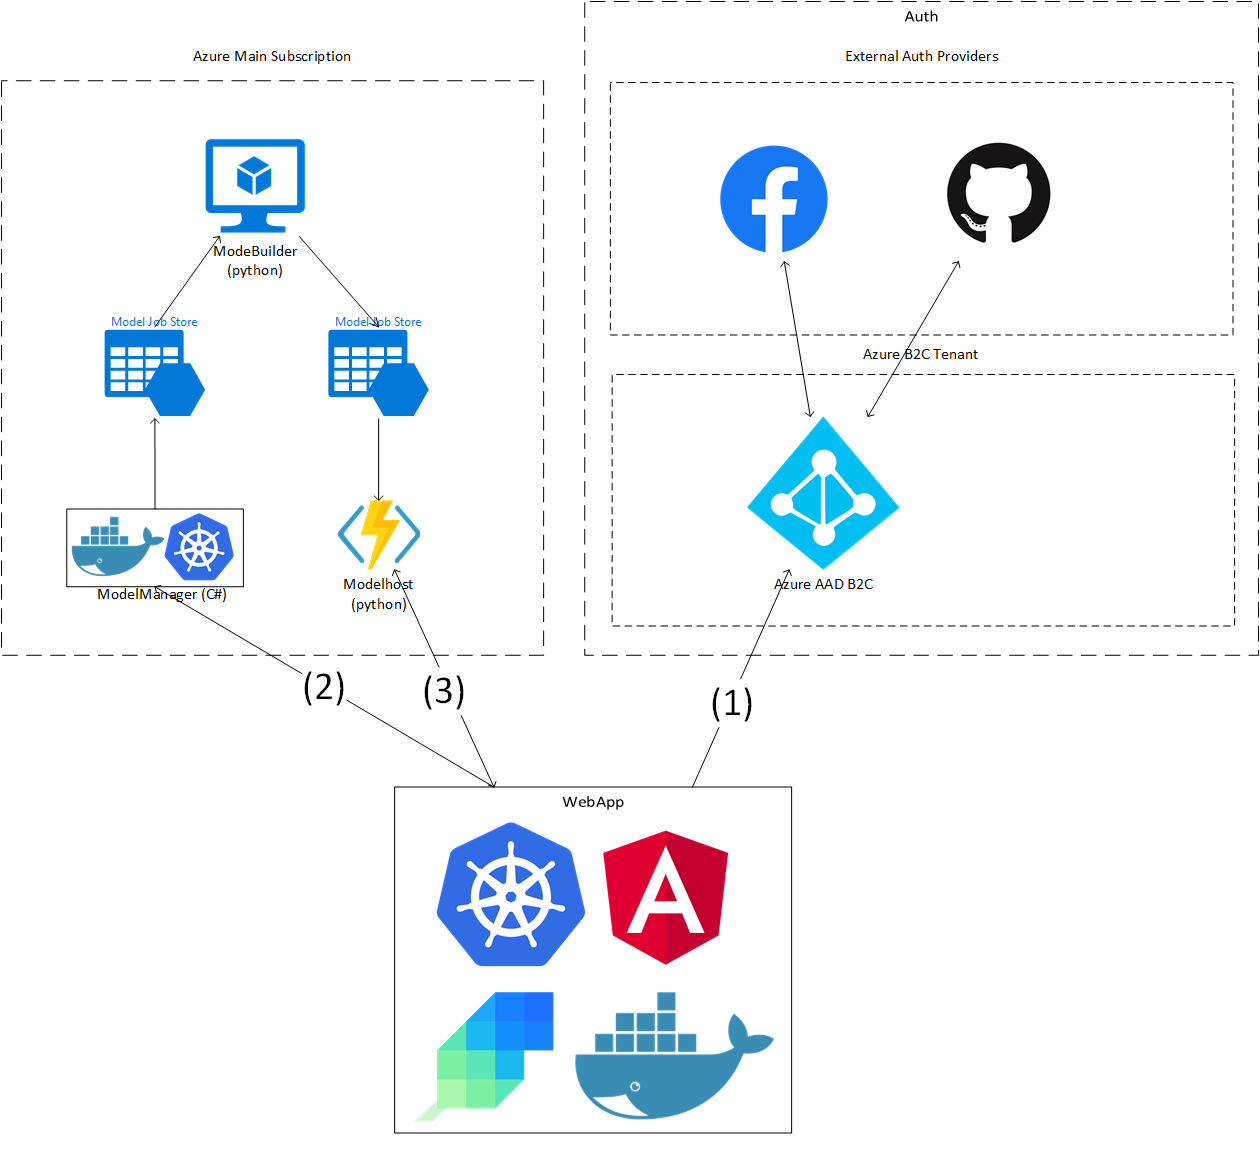 Auth
Azure Main Subscription
External Auth Providers
ModeBuilder
(python)
Model Job Store
Model Job Store
Azure B2C Tenant
ModelManager (C#)
Modelhost
(python)
Azure AAD B2C
(2)
(3)
(1)
WebApp